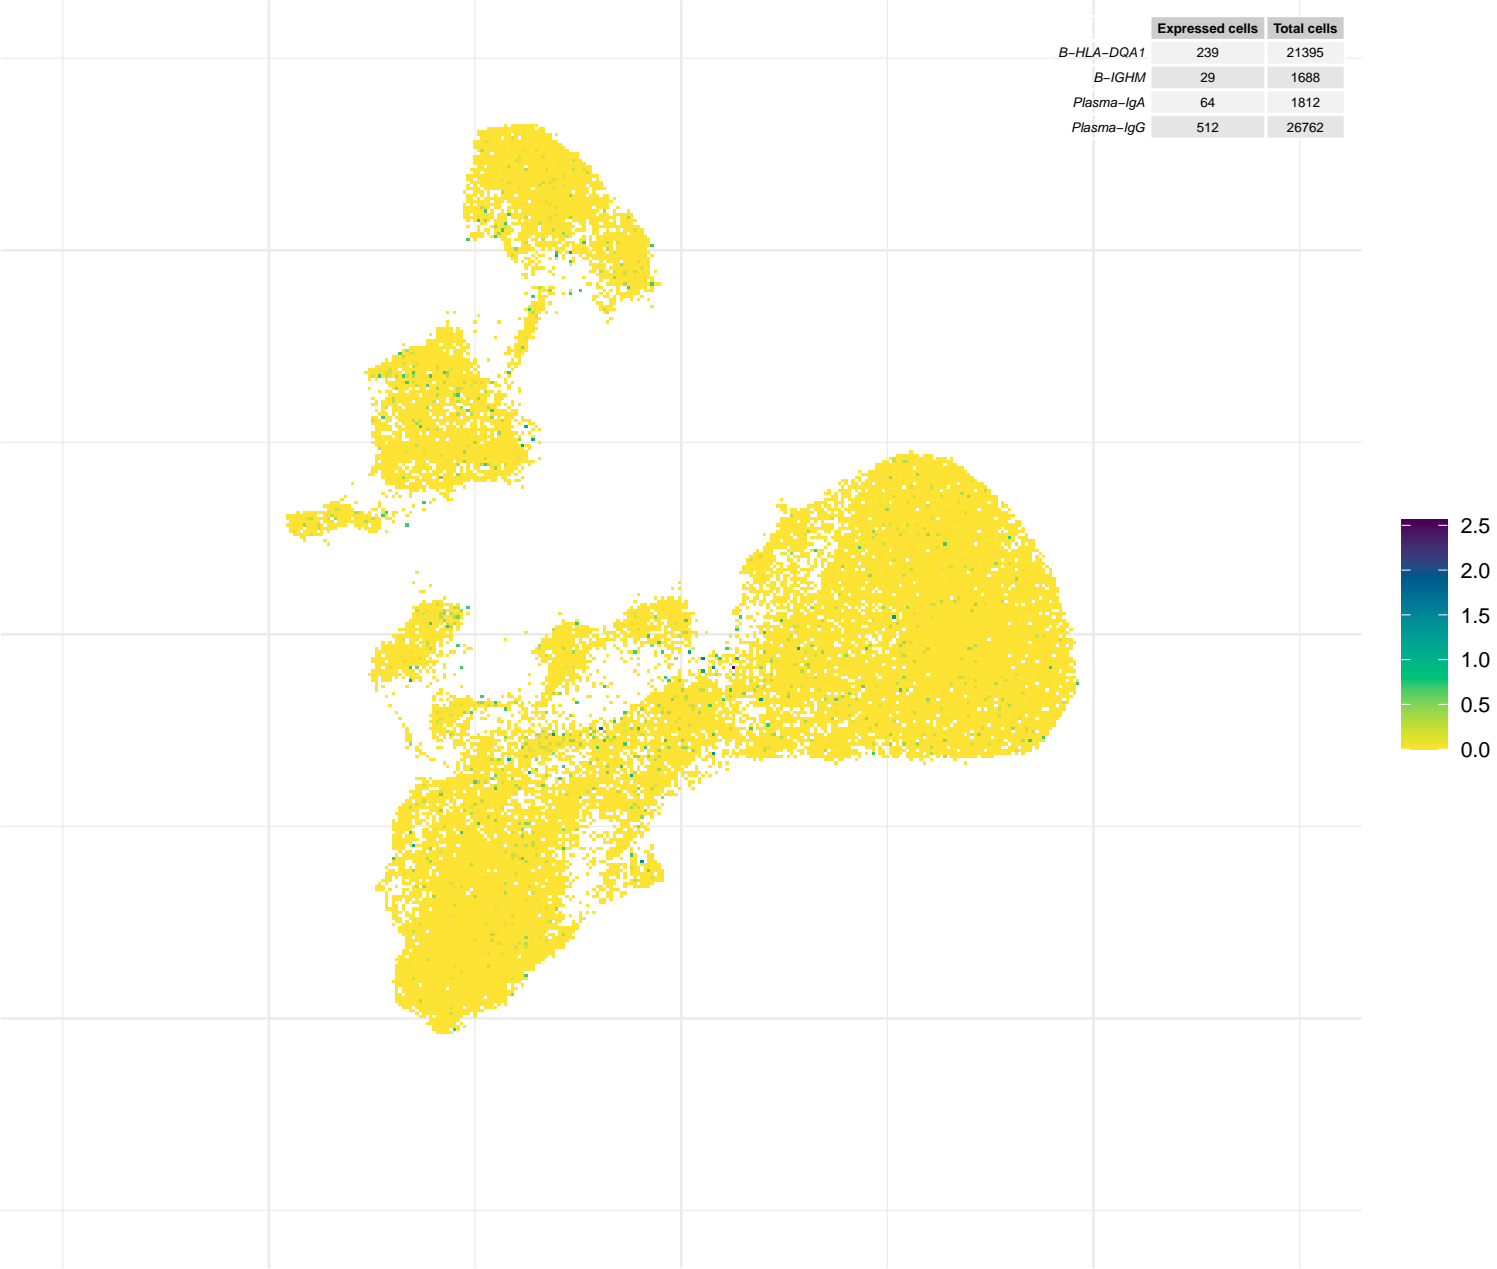 Expressed cells Total cells
B−HLA−DQA1 239 21395
B−IGHM 29 1688
Plasma−IgA 64 1812
Plasma−IgG 512 26762
2.5
2.0
1.5
1.0
0.5
0.0